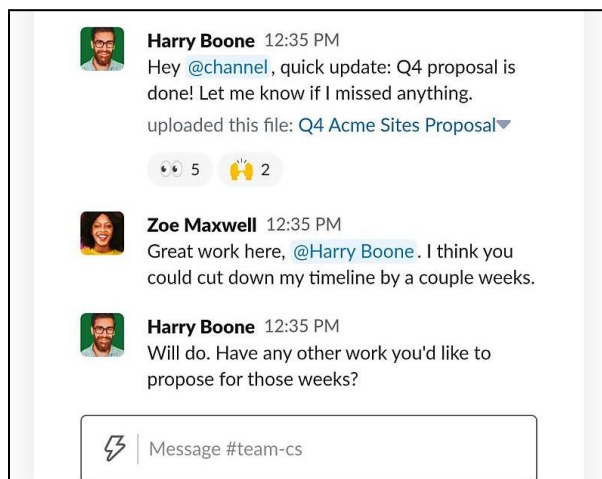 Harry Boone 12:35 PM
Hey @channel, quick update: Q4 proposal is
done! Let me know if I missed anything.
uploaded this file: Q4 Acme Sites Proposal
5 2
Zoe Maxwell 12:35 PM
Great work here, @Harry Boone. I think you
could cut down my timeline by a couple weeks.
Harry Boone 12:35 PM
Will do. Have any other work you'd like to
propose for those weeks?
Message #team-cs